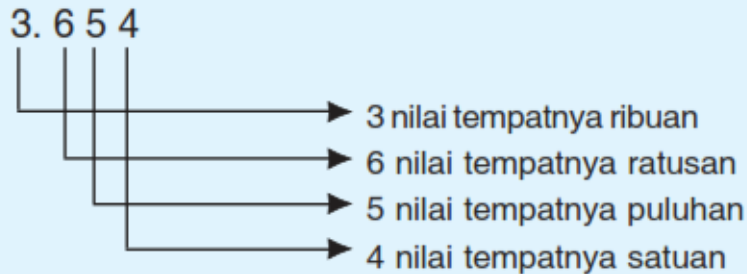 3. 6 5 4
3 nilai tempatnya ribuan
6 nilai tempatnya ratusan
5 nilai tempatnya puluhan
4 nilai tempatnya satuan